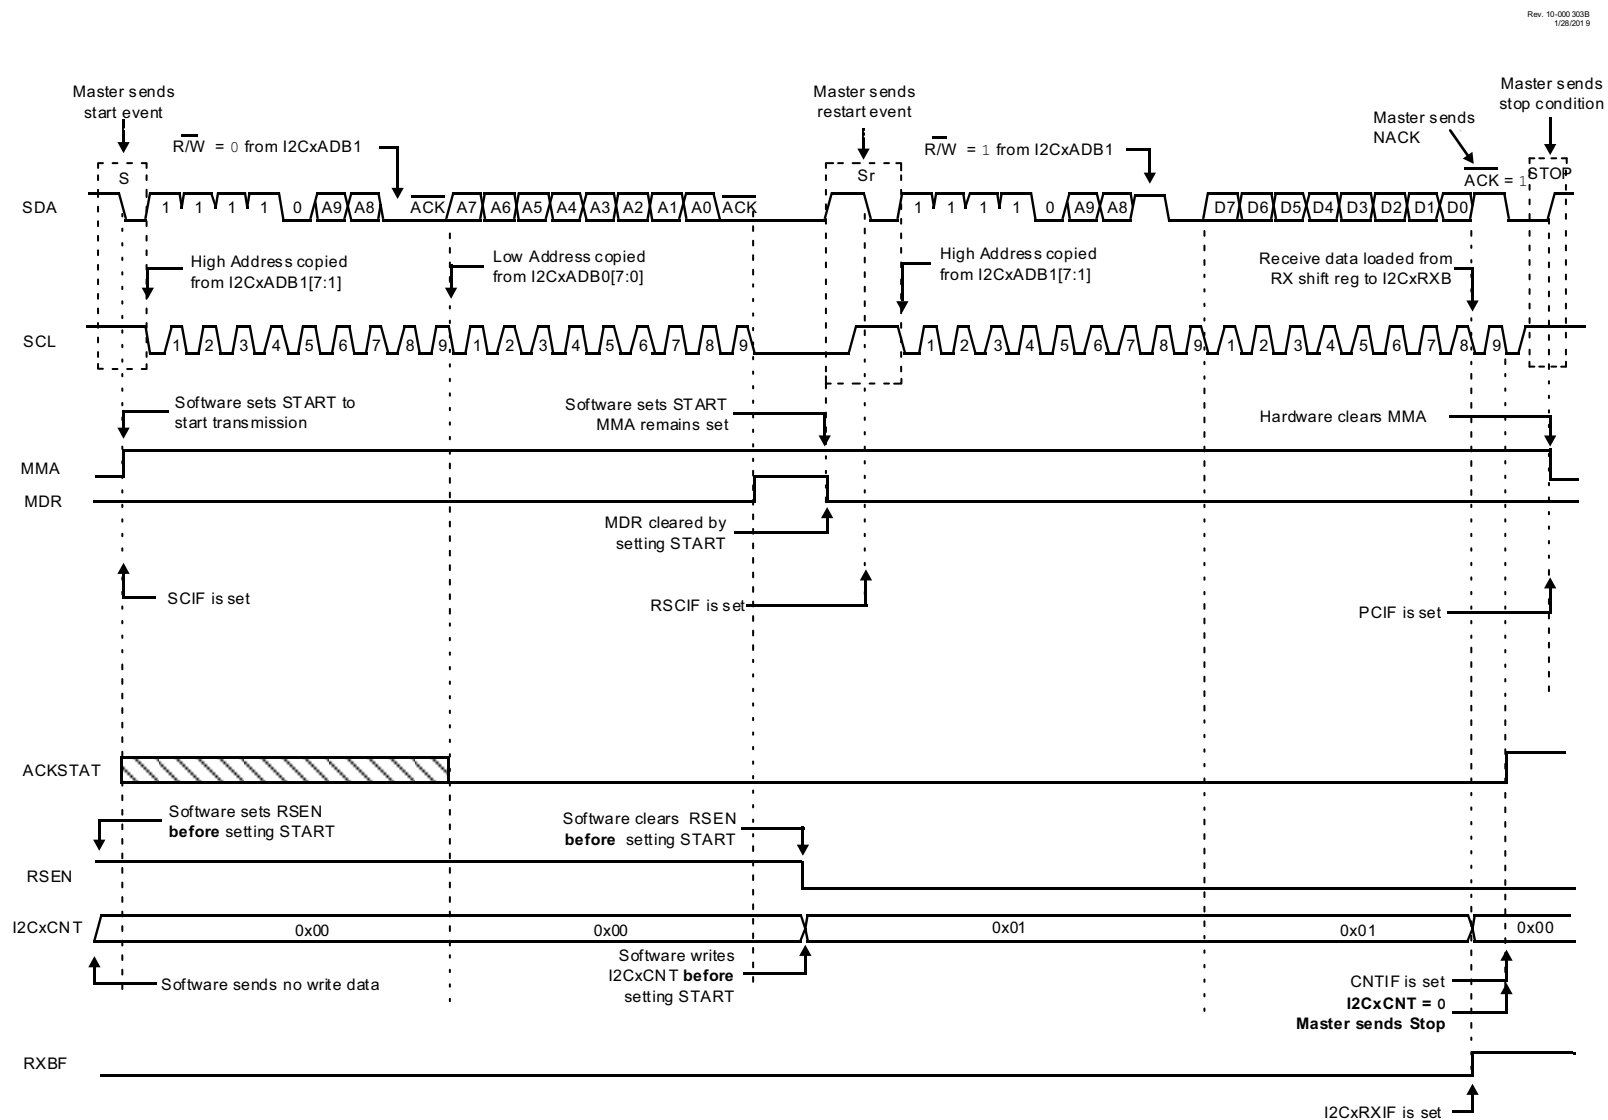 Rev. 10-000 303B
1/28/2019
Master sends
start event
Master sends
restart event
Master sends
stop condition
Master sends
NACK
R/W = 0 from I2CxADB1
R/W = 1 from I2CxADB1
S
Sr
ACK = 1
STOP
SDA
1 1 1 1 0 A9 A8 ACK A7 A6 A5 A4 A3 A2 A1 A0 ACK
1 1 1 1 0 A9 A8
D7 D6 D5 D4 D3 D2 D1 D0
High Address copied
from I2CxADB1[7:1]
Low Address copied
from I2CxADB0[7:0]
High Address copied
from I2CxADB1[7:1]
Receive data loaded from
RX shift reg to I2CxRXB
SCL
1 2 3 4 5 6 7 8 9 1 2 3 4 5 6 7 8 9
1 2 3 4 5 6 7 8 9 1 2 3 4 5 6 7 8 9
Software sets START to
start transmission
Software sets START
MMA remains set
Hardware clears MMA
MMA
MDR
MDR cleared by
setting START
SCIF is set
RSCIF is set
PCIF is set
ACKSTAT
Software sets RSEN
before setting START
Software clears RSEN
before setting START
RSEN
I2CxCNT
0x00
0x00
0x01
0x01
0x00
Software sends no write data
Software writes
I2CxCNT before
setting START
CNTIF is set
I2CxCNT = 0
Master sends Stop
RXBF
I2CxRXIF is set